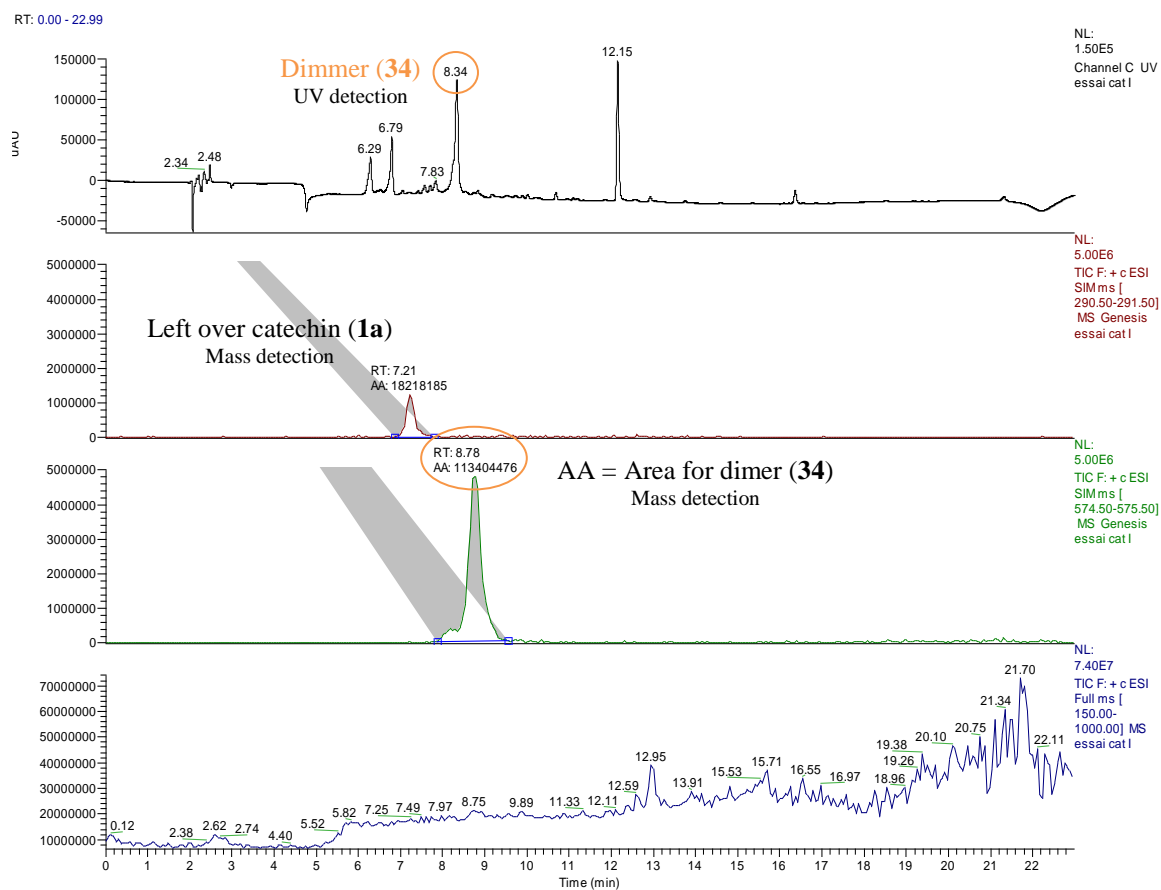 RT: 0.00 - 22.99
NL:
1.50E5
Channel C UV
essai cat I
150000
100000
50000
0
-50000
uAU
Dimmer (34)
UV detection
8.34
12.15
6.79
6.29
2.34
2.48
7.83
NL:
5.00E6
TIC F: + c ESI
SIM ms [
290.50-291.50]
MS Genesis
essai cat I
5000000
4000000
3000000
2000000
1000000
0
Left over catechin (1a)
Mass detection
RT: 7.21
AA: 18218185
NL:
5.00E6
TIC F: + c ESI
SIM ms [
574.50-575.50]
MS Genesis
essai cat I
5000000
4000000
3000000
2000000
1000000
0
RT: 8.78
AA: 113404476
AA = Area for dimer (34)
Mass detection
NL:
7.40E7
TIC F: + c ESI
Full ms [
150.00-
1000.00] MS
essai cat I
70000000
60000000
50000000
40000000
30000000
20000000
10000000
0.12
2.38
2.62
2.74
4.40
5.52
5.82
7.25
7.49
7.97
8.75
9.89
11.33
12.11
12.59
12.95
13.91
15.53
15.71
16.55
16.97
18.96
19.26
19.38
20.10
20.75
21.34
21.70
22.11
0 1 2 3 4 5 6 7 8 9 10 11 12 13 14 15 16 17 18 19 20 21 22
Time (min)